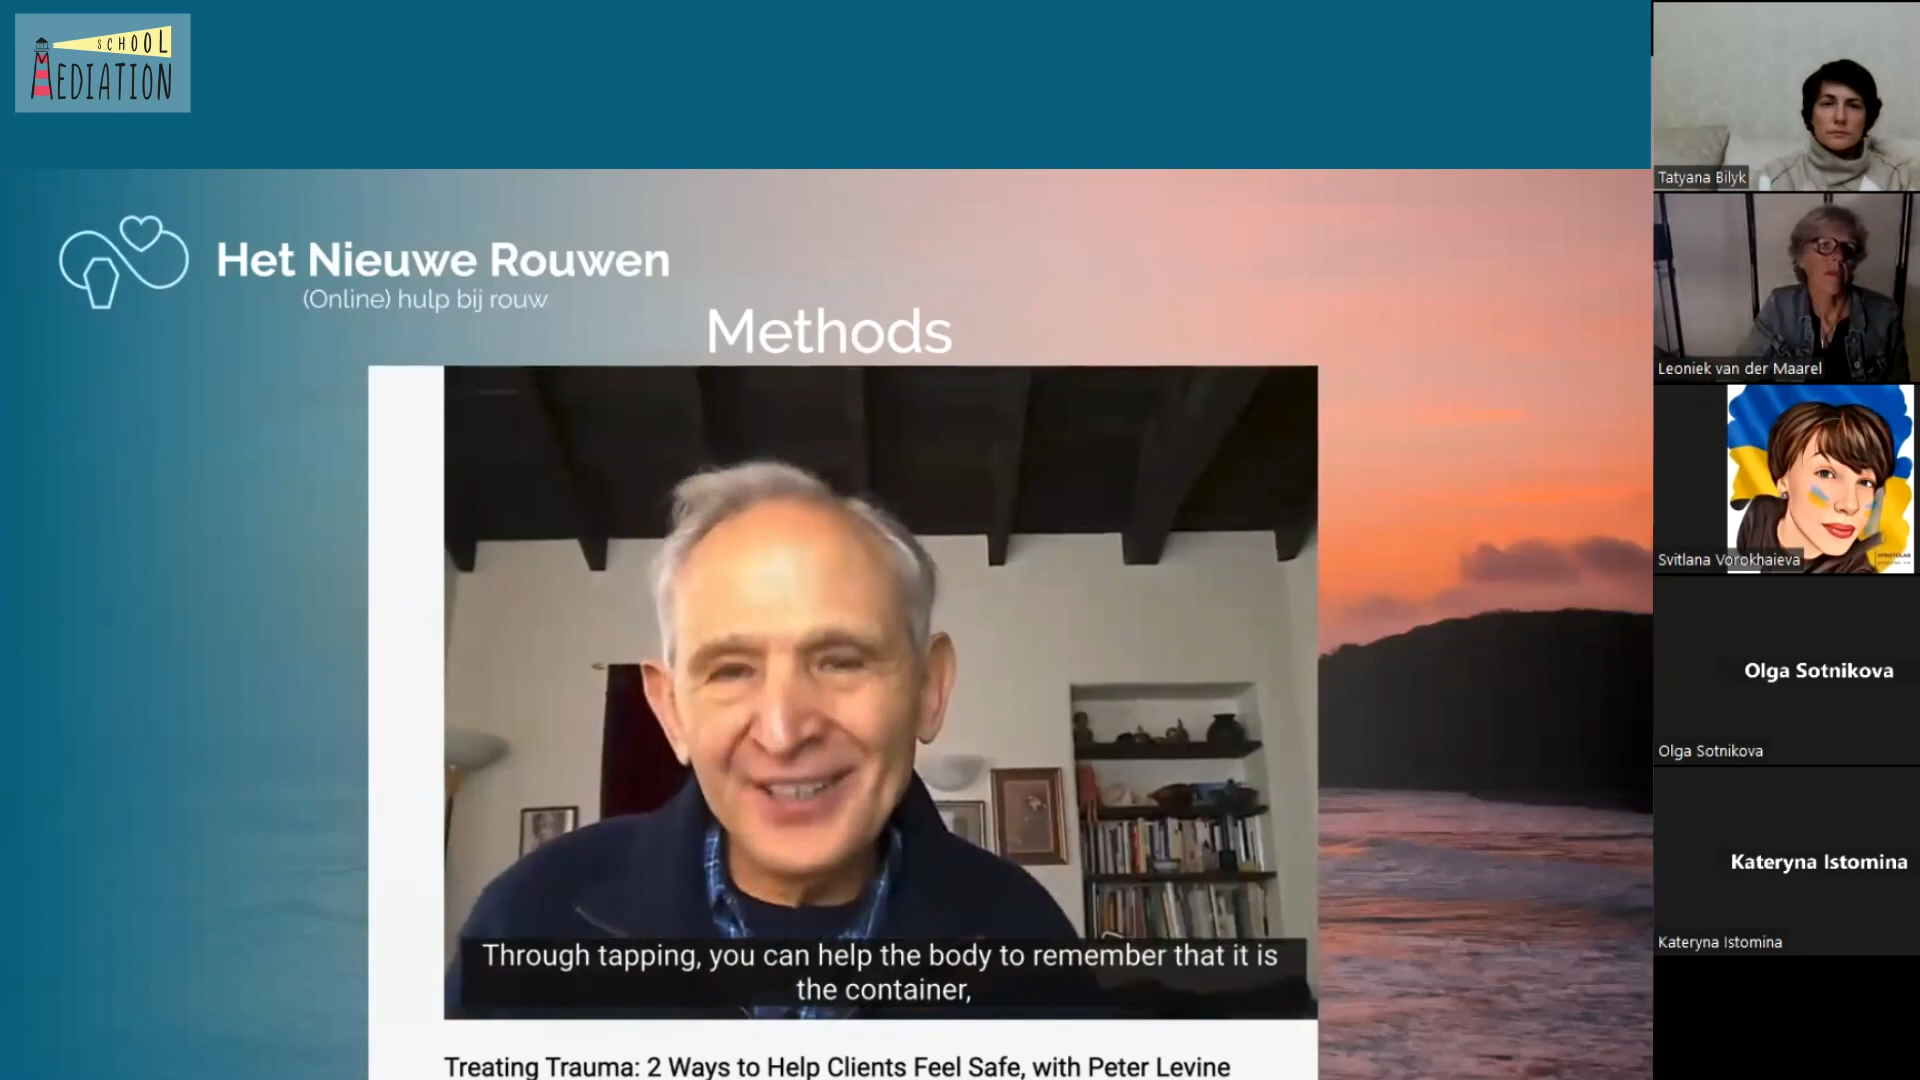 SCHOOL
MEDIATION
Het Nieuwe Rouwen
(Online) hulp bij rouw
Methods
Through tapping, you can help the body to remember that it is
the container,
Treating Trauma: 2 Ways to Help Clients Feel Safe, with Peter Levine
Tatyana Bilyk
Leoniek van der Maarel
Svitlana Vorokhaieva
Olga Sotnikova
Olga Sotnikova
Kateryna Istomina
Kateryna Istomina